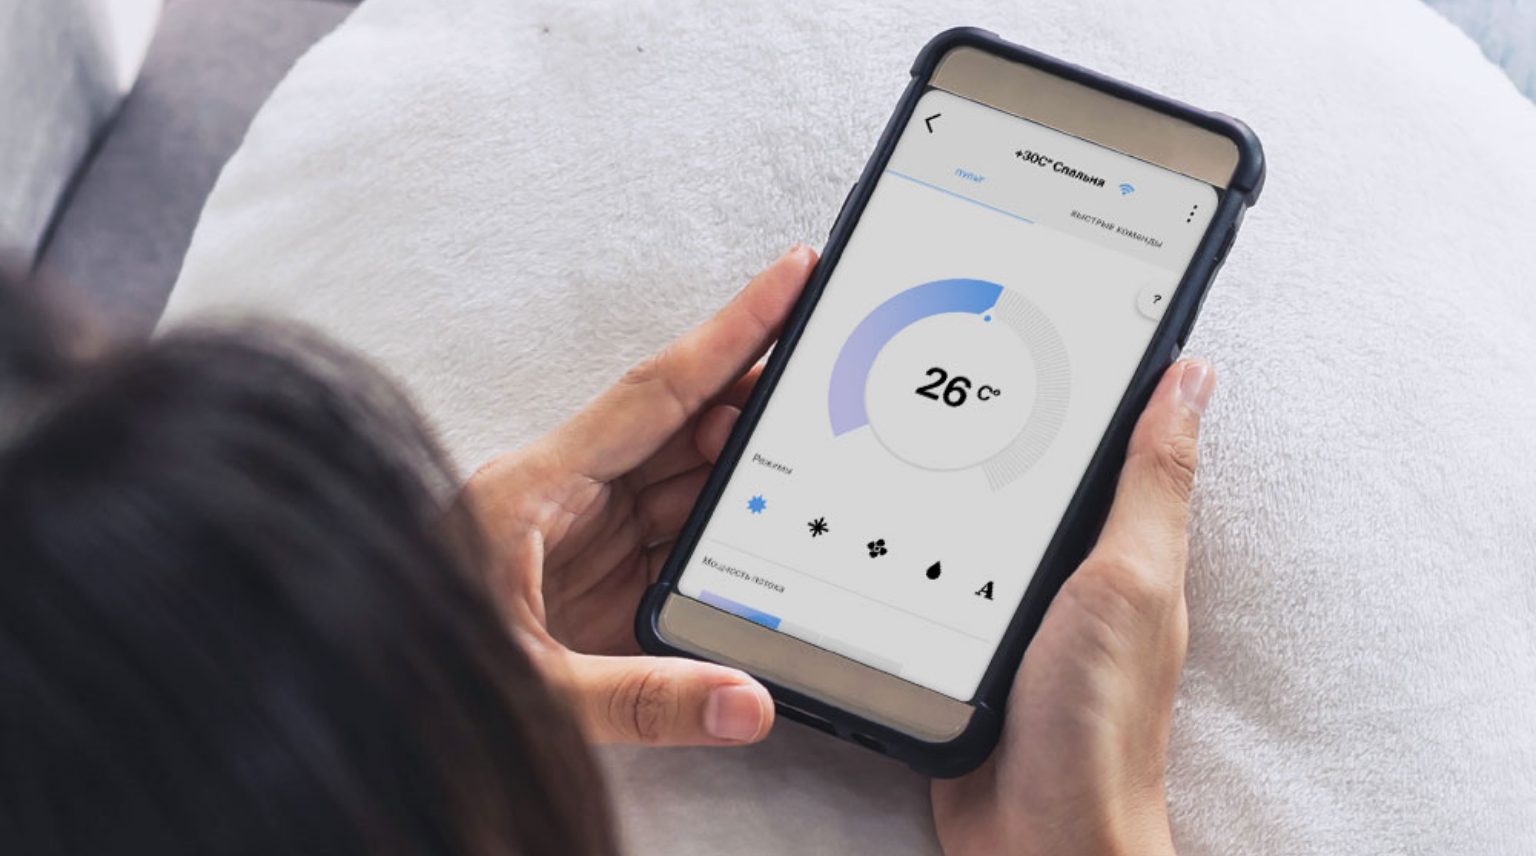 +30C° Спальня
ПУЛЬТ
БЫСТРЫЕ КОМАНДЫ
?
26 C°
Режимы
A
Мощность потока